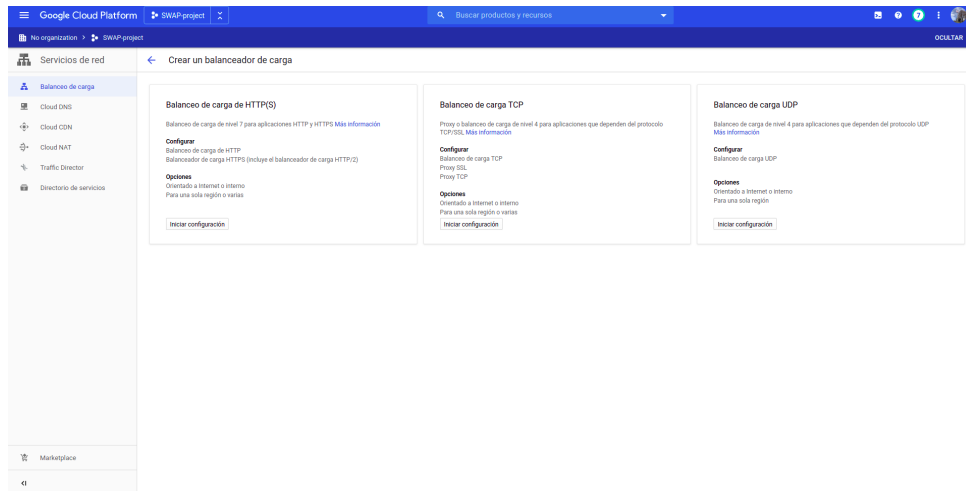 Google Cloud Platform SWAP-project Buscar productos y recursos 7
No organization > SWAP-project OCULTAR
Servicios de red
Crear un balanceador de carga
Balanceo de carga
Cloud DNS
Cloud CDN
Cloud NAT
Traffic Director
Directorio de servicios
Balanceo de carga de HTTP(S)
Balanceo de carga de nivel 7 para aplicaciones HTTP y HTTPS Más información
Configurar
Balanceo de carga de HTTP
Balanceador de carga HTTPS (incluye el balanceador de carga HTTP/2)
Opciones
Orientado a Internet o interno
Para una sola región o varias
Iniciar configuración
Balanceo de carga TCP
Proxy o balanceo de carga de nivel 4 para aplicaciones que dependen del protocolo
TCP/SSL Más información
Configurar
Balanceo de carga TCP
Proxy SSL
Proxy TCP
Opciones
Orientado a Internet o interno
Para una sola región o varias
Iniciar configuración
Balanceo de carga UDP
Balanceo de carga de nivel 4 para aplicaciones que dependen del protocolo UDP
Más información
Configurar
Balanceo de carga UDP
Opciones
Orientado a Internet o interno
Para una sola región
Iniciar configuración
Marketplace